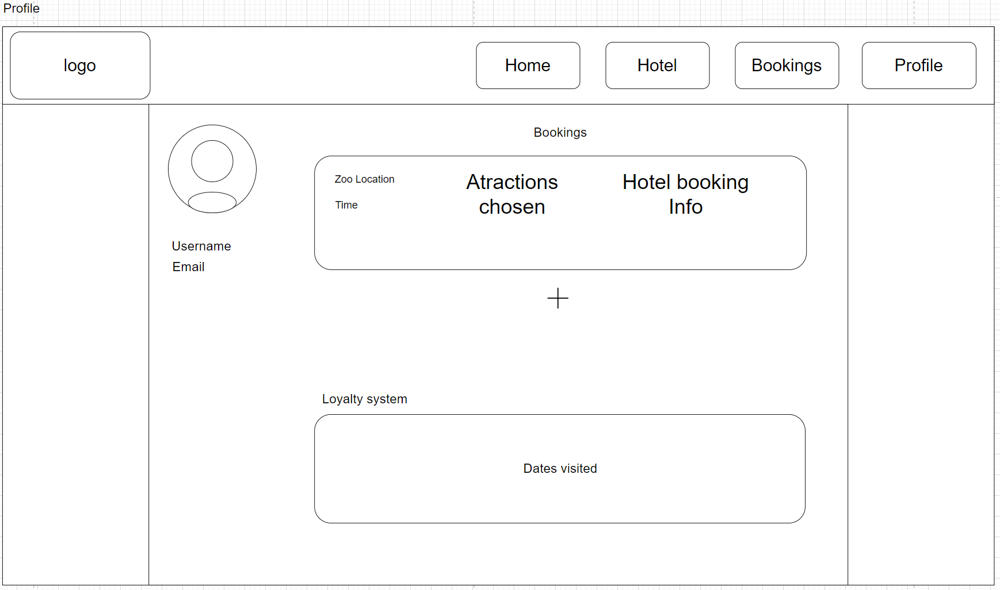 Profile
logo
Home
Hotel
Bookings
Profile
Bookings
Zoo Location
Time
Atractions
chosen
Hotel booking
Info
Username
Email
Loyalty system
Dates visited